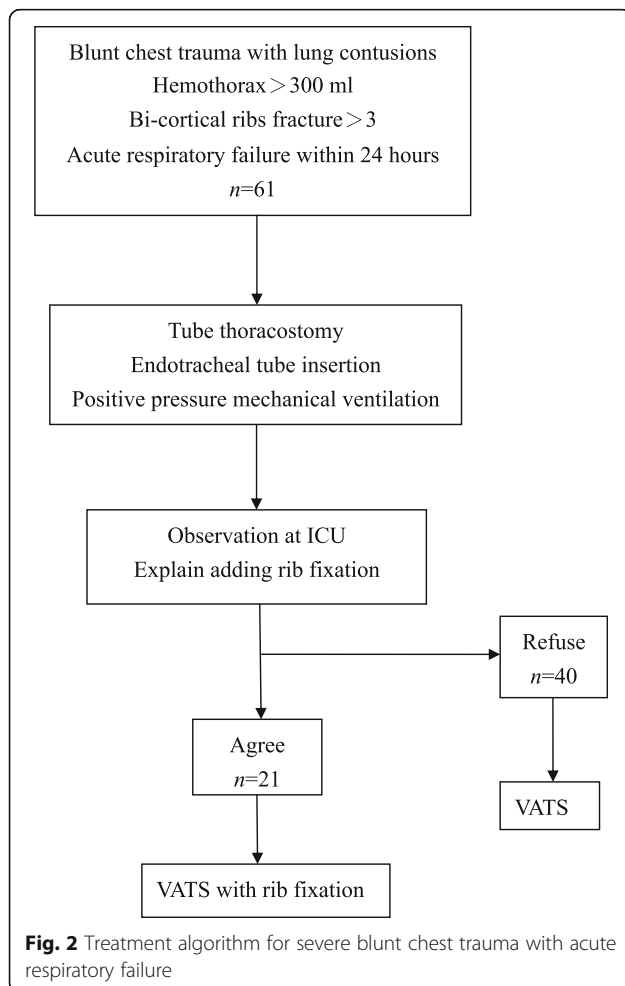 Blunt chest trauma with lung contusions
Hemothorax＞300 ml
Bi-cortical ribs fracture＞3
Acute respiratory failure within 24 hours
n=61
Tube thoracostomy
Endotracheal tube insertion
Positive pressure mechanical ventilation
Observation at ICU
Explain adding rib fixation
Refuse
n=40
Agree
n=21
VATS
VATS with rib fixation
Fig. 2 Treatment algorithm for severe blunt chest trauma with acute
respiratory failure